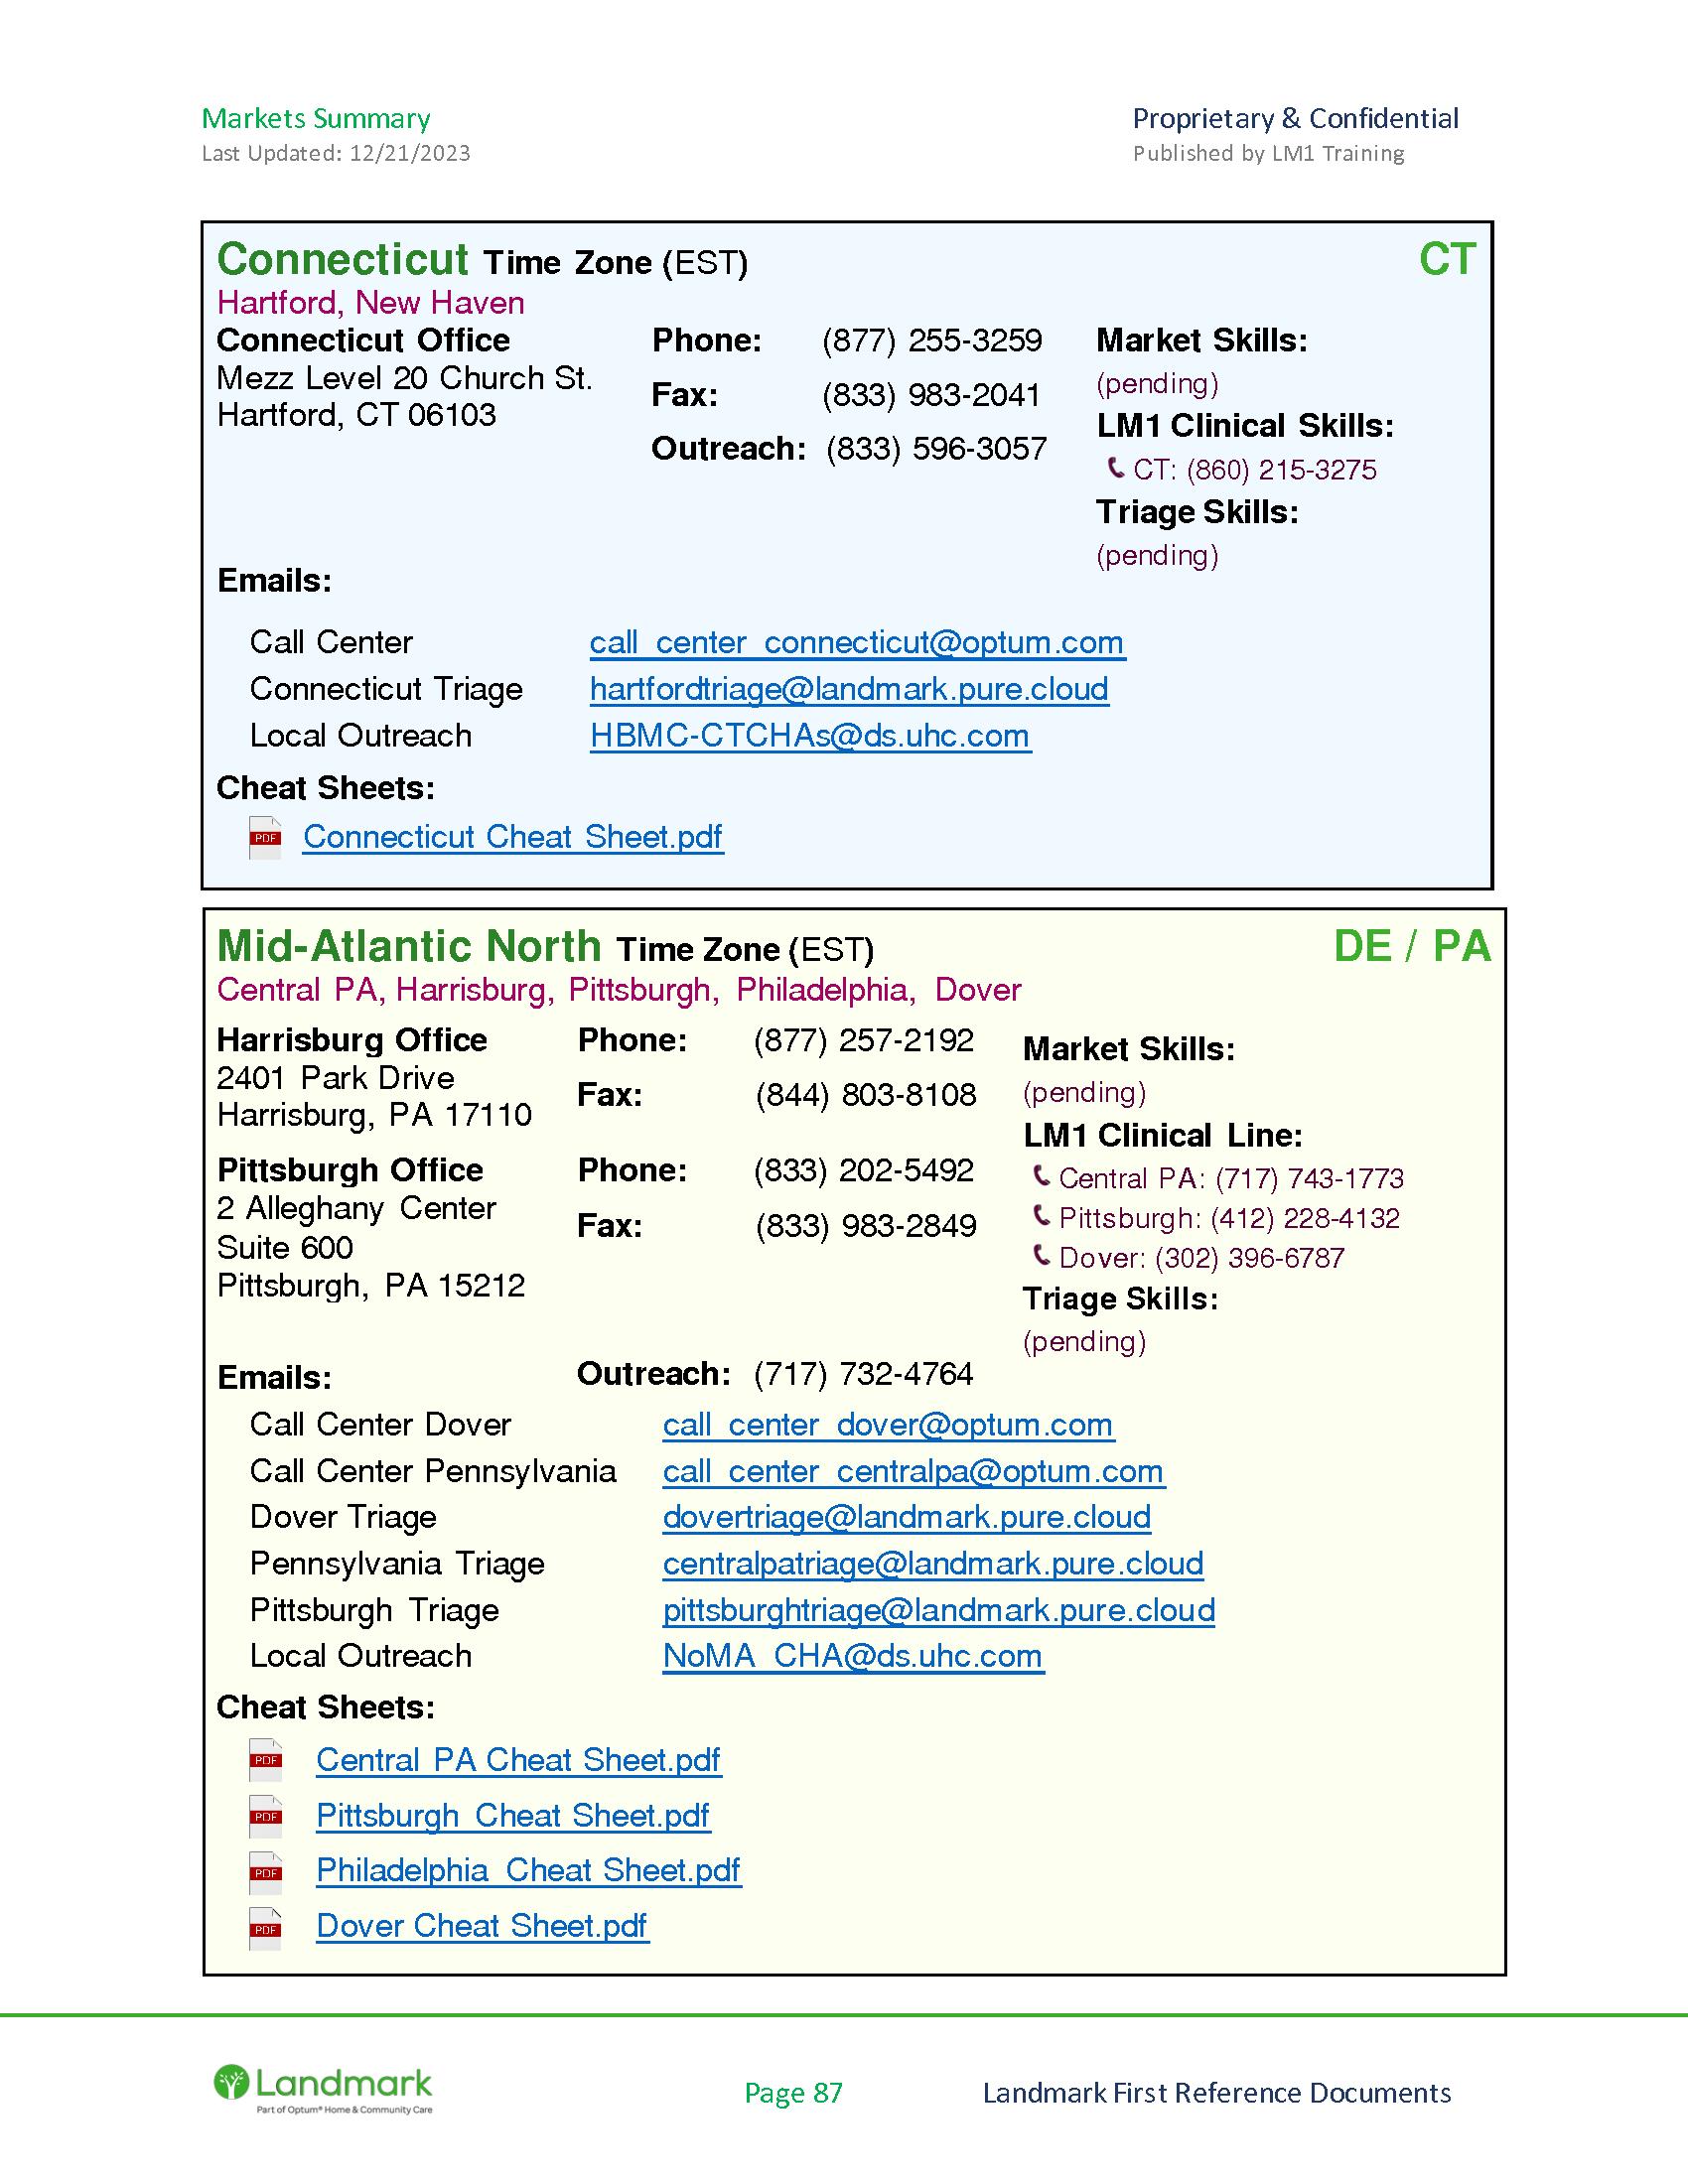 Markets Summary
Last Updated: 12/21/2023
Proprietary & Confidential
Published by LM1 Training
Connecticut Time Zone (EST)
CT
Hartford, New Haven
Connecticut Office
Mezz Level 20 Church St.
Hartford, CT 06103
Phone: (877) 255-3259
Fax: (833) 983-2041
Outreach: (833) 596-3057
Market Skills:
(pending)
LM1 Clinical Skills:
CT: (860) 215-3275
Triage Skills:
(pending)
Emails:
Call Center call_center_connecticut@optum.com
Connecticut Triage hartfordtriage@landmark.pure.cloud
Local Outreach HBMC-CTCHAs@ds.uhc.com
Cheat Sheets:
PDF Connecticut Cheat Sheet.pdf
Mid-Atlantic North Time Zone (EST)
DE / PA
Central PA, Harrisburg, Pittsburgh, Philadelphia, Dover
Harrisburg Office
2401 Park Drive
Harrisburg, PA 17110
Phone: (877) 257-2192
Fax: (844) 803-8108
Pittsburgh Office
2 Alleghany Center
Suite 600
Pittsburgh, PA 15212
Phone: (833) 202-5492
Fax: (833) 983-2849
Market Skills:
(pending)
LM1 Clinical Line:
Central PA: (717) 743-1773
Pittsburgh: (412) 228-4132
Dover: (302) 396-6787
Triage Skills:
(pending)
Outreach: (717) 732-4764
Emails:
Call Center Dover call_center_dover@optum.com
Call Center Pennsylvania call_center_centralpa@optum.com
Dover Triage dovertriage@landmark.pure.cloud
Pennsylvania Triage centralpatriage@landmark.pure.cloud
Pittsburgh Triage pittsburghtriage@landmark.pure.cloud
Local Outreach NoMA_CHA@ds.uhc.com
Cheat Sheets:
PDF Central PA Cheat Sheet.pdf
PDF Pittsburgh Cheat Sheet.pdf
PDF Philadelphia Cheat Sheet.pdf
PDF Dover Cheat Sheet.pdf
Landmark
Part of Optum® Home & Community Care
Page 87
Landmark First Reference Documents